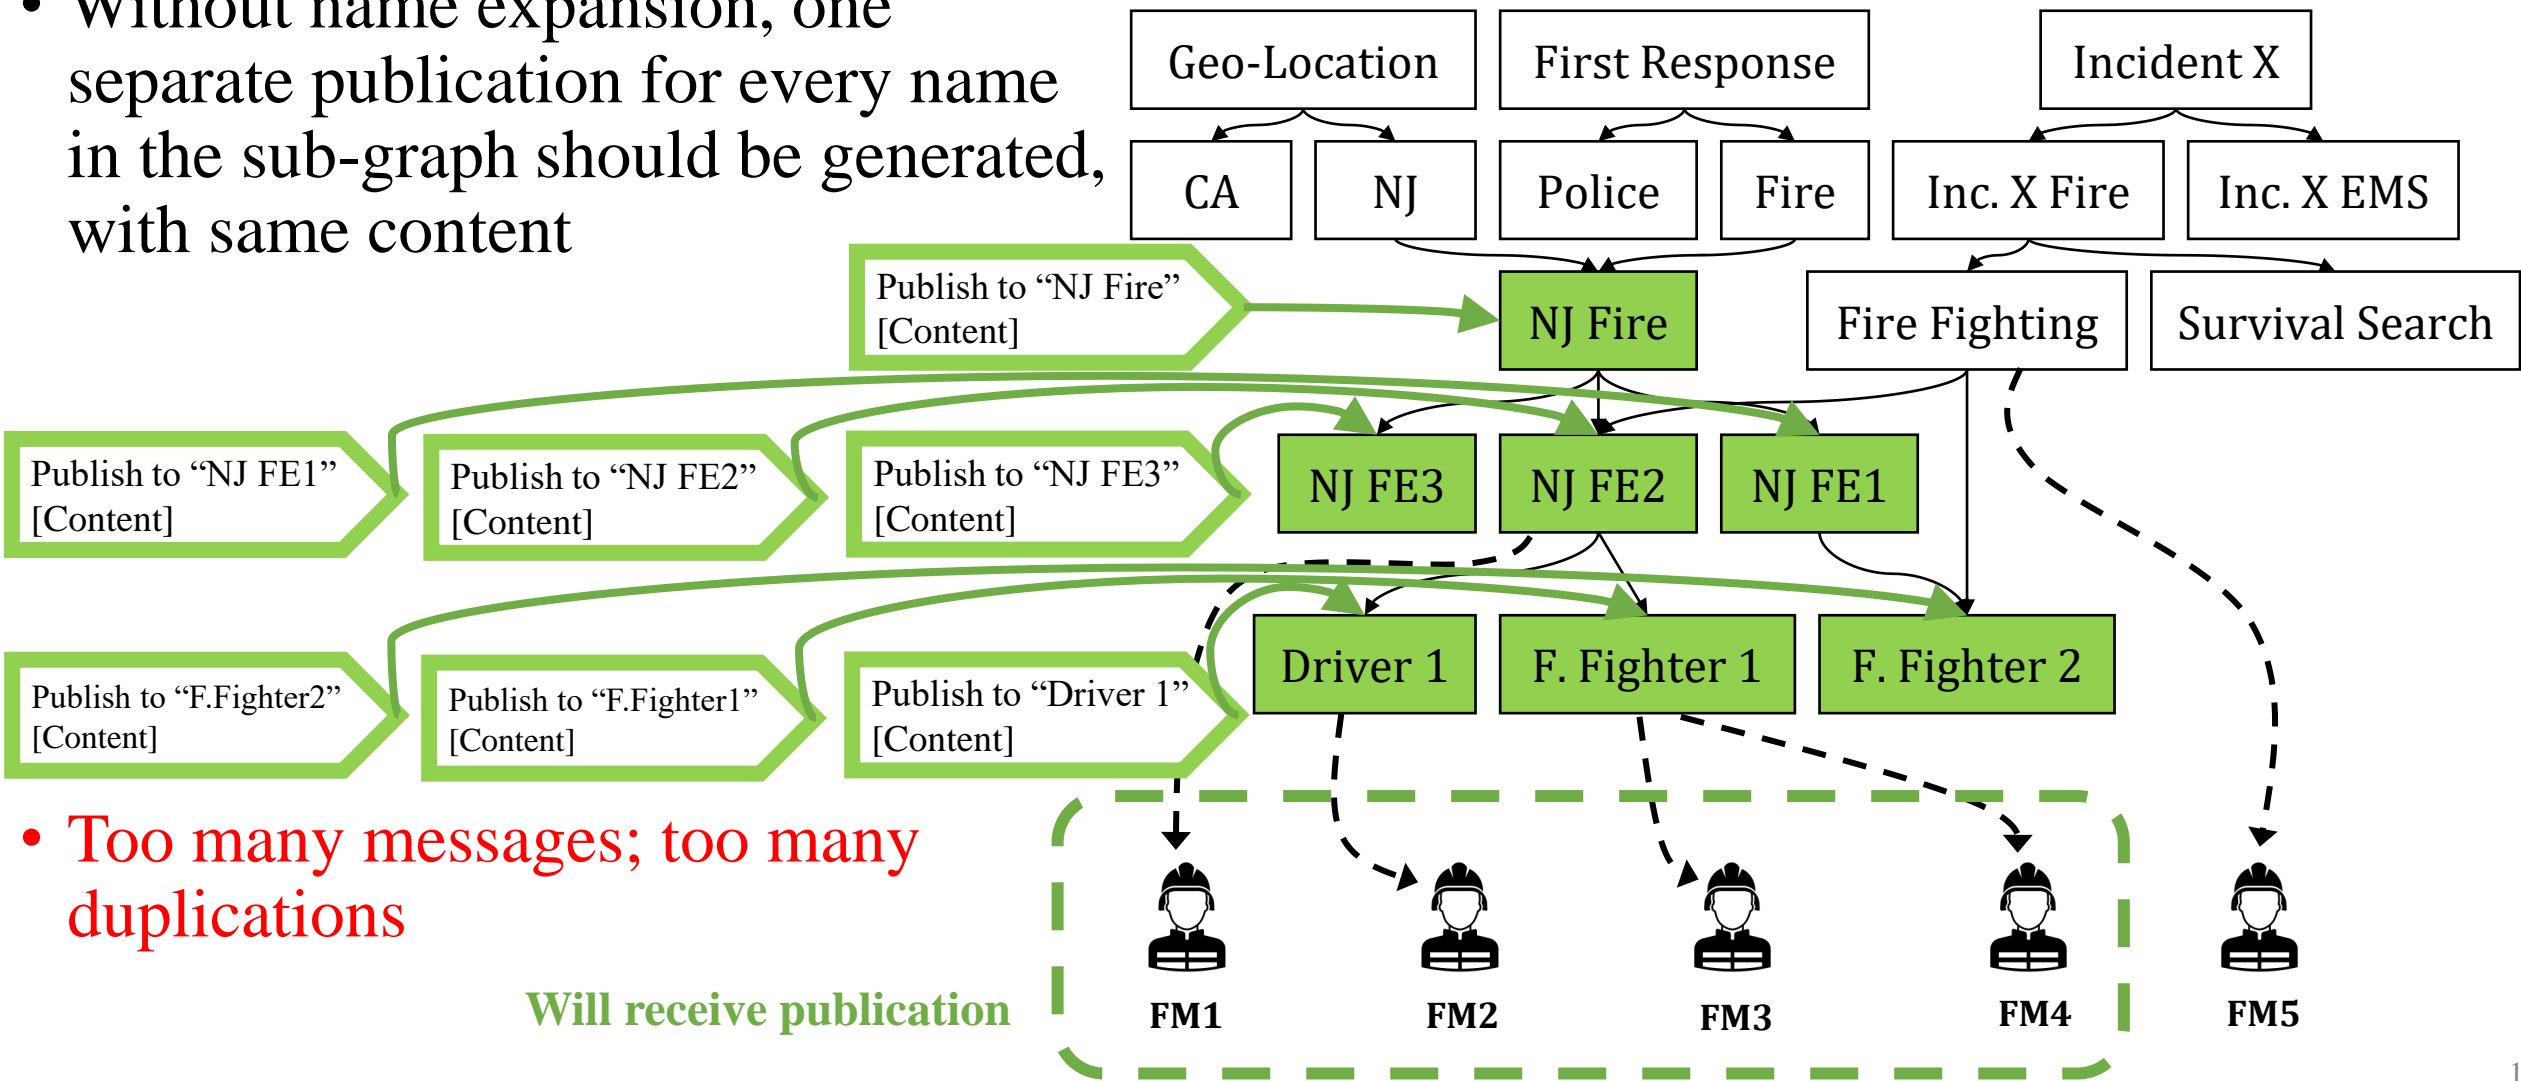 • Without name expansion, one
separate publication for every name
in the sub-graph should be generated,
with same content
Geo-Location
First Response
Incident X
CA
NJ
Police
Fire
Inc. X Fire
Inc. X EMS
Publish to “NJ Fire”
[Content]
NJ Fire
Fire Fighting
Survival Search
Publish to “NJ FE1”
[Content]
Publish to “NJ FE2”
[Content]
Publish to “NJ FE3”
[Content]
NJ FE3
NJ FE2
NJ FE1
Publish to “F.Fighter2”
[Content]
Publish to “F.Fighter1”
[Content]
Publish to “Driver 1”
[Content]
Driver 1
F. Fighter 1
F. Fighter 2
• Too many messages; too many
duplications
Will receive publication
FM1
FM2
FM3
FM4
FM5